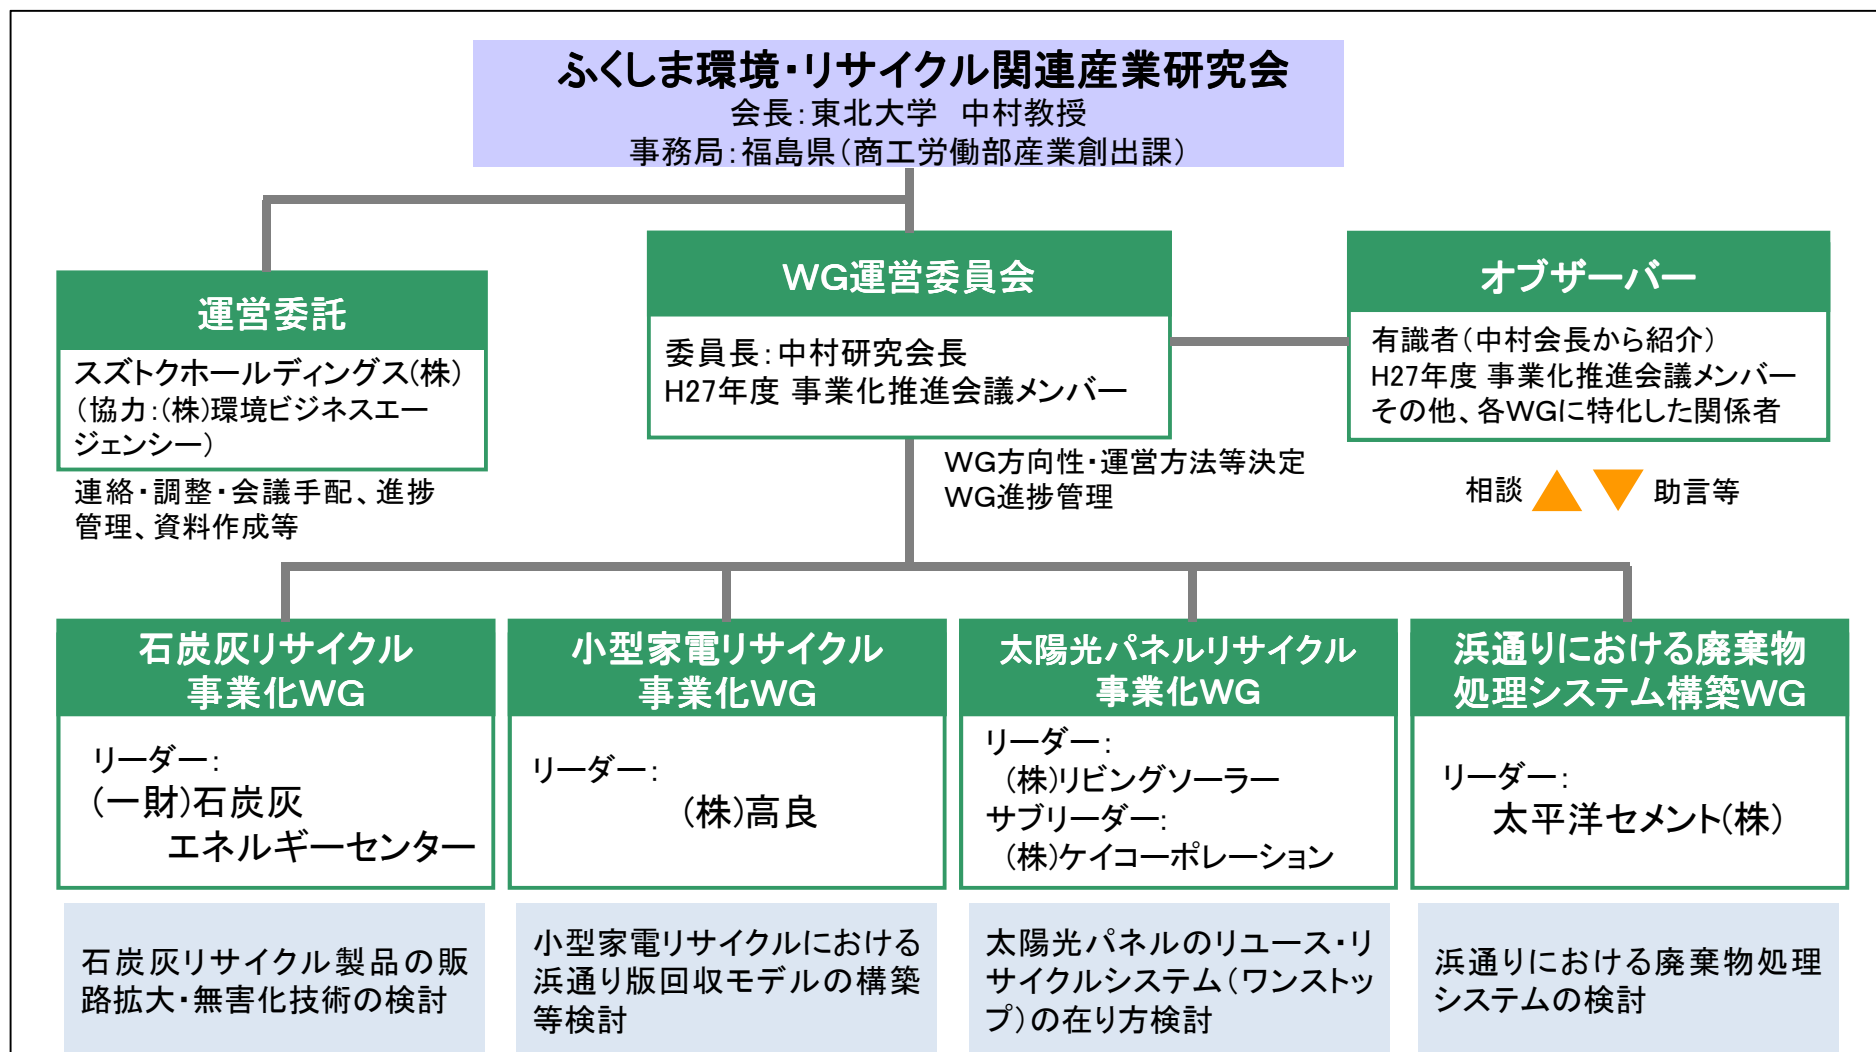 ふくしま環境・リサイクル関連産業研究会
会長：東北大学　中村教授
事務局：福島県（商工労働部産業創出課）
運営委託
スズトクホールディングス(株)
（協力：(株)環境ビジネスエー
ジェンシー）
連絡・調整・会議手配、進捗
管理、資料作成等
WG運営委員会
委員長：中村研究会長
H27年度 事業化推進会議メンバー
WG方向性・運営方法等決定
WG進捗管理
オブザーバー
有識者（中村会長から紹介）
H27年度 事業化推進会議メンバー
その他、各WGに特化した関係者
相談
助言等
石炭灰リサイクル
事業化WG
リーダー：
(一財)石炭灰
エネルギーセンター
石炭灰リサイクル製品の販
路拡大・無害化技術の検討
小型家電リサイクル
事業化WG
リーダー：
(株)高良
小型家電リサイクルにおける
浜通り版回収モデルの構築
等検討
太陽光パネルリサイクル
事業化WG
リーダー：
(株)リビングソーラー
サブリーダー：
(株)ケイコーポレーション
太陽光パネルのリユース・リ
サイクルシステム（ワンストッ
プ）の在り方検討
浜通りにおける廃棄物
処理システム構築WG
リーダー：
太平洋セメント(株)
浜通りにおける廃棄物処理
システムの検討